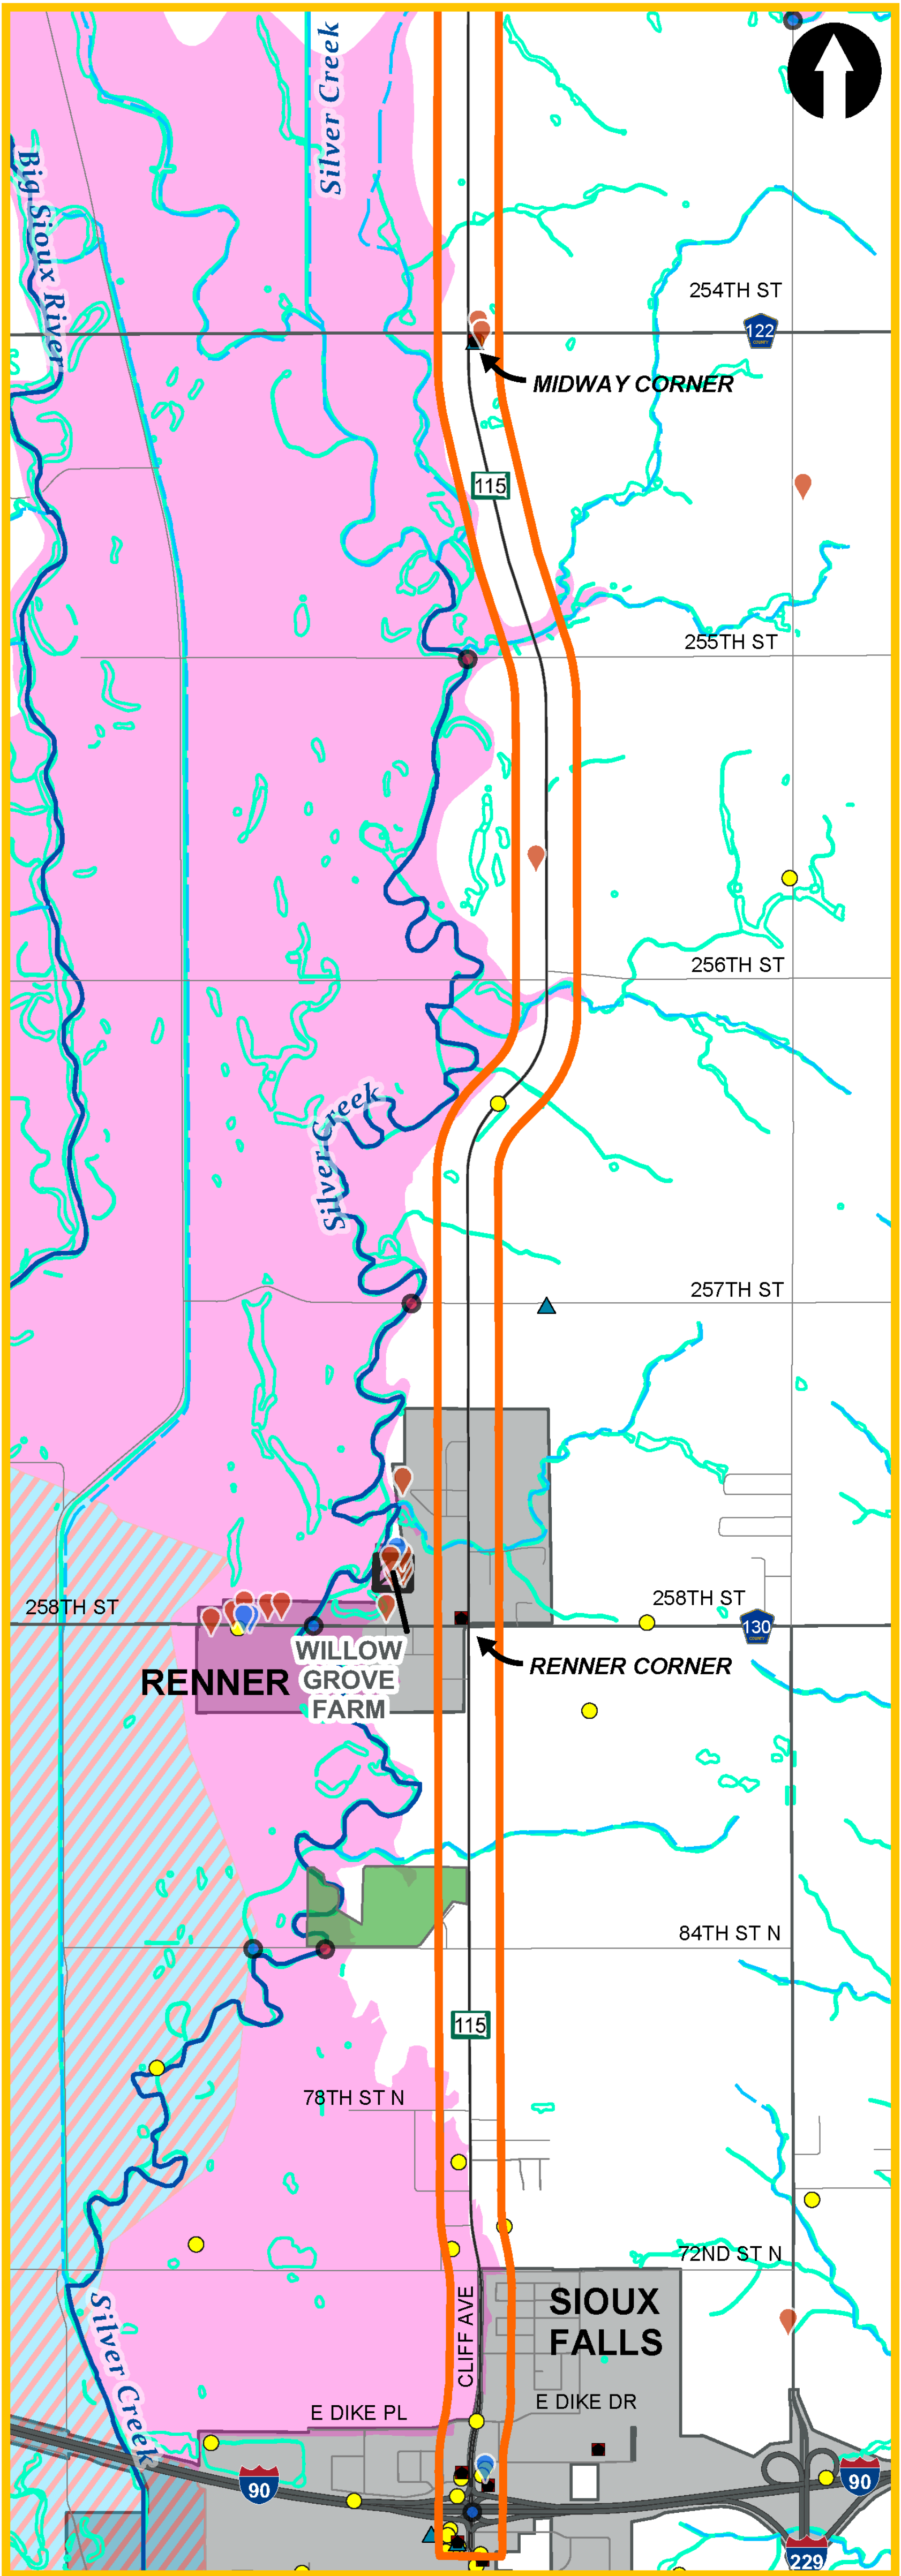 Silver Creek
Big Sioux River
254TH ST
122
COUNTY
MIDWAY CORNER
115
255TH ST
256TH ST
Silver Creek
257TH ST
258TH ST
258TH ST
130
COUNTY
WILLOW
GROVE
FARM
RENNER
RENNER CORNER
84TH ST N
115
78TH ST N
72ND ST N
SIOUX
FALLS
CLIFF AVE
Silver Creek
E DIKE PL
E DIKE DR
90
90
229